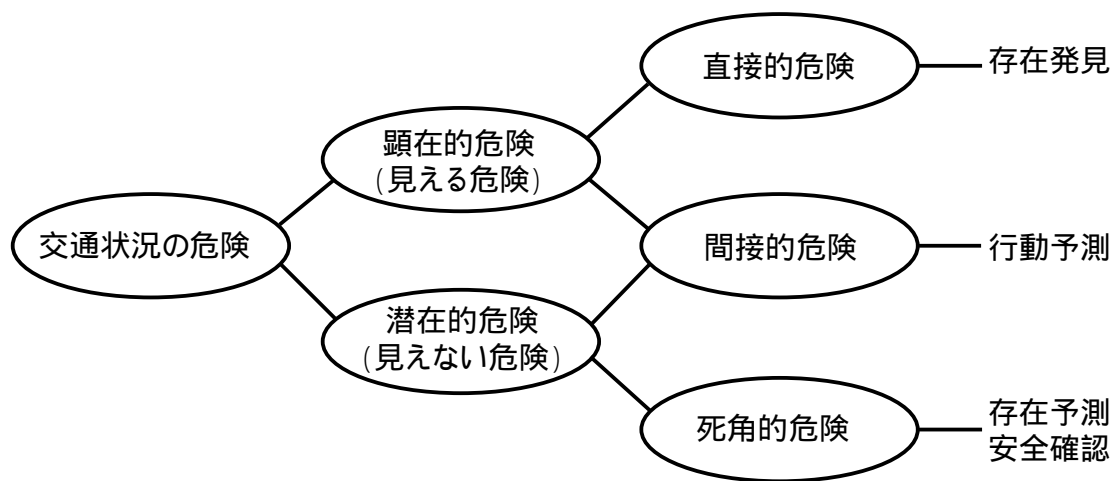 直接的危険
存在発見
顕在的危険
(見える危険)
交通状況の危険
間接的危険
行動予測
潜在的危険
(見えない危険)
死角的危険
存在予測
安全確認